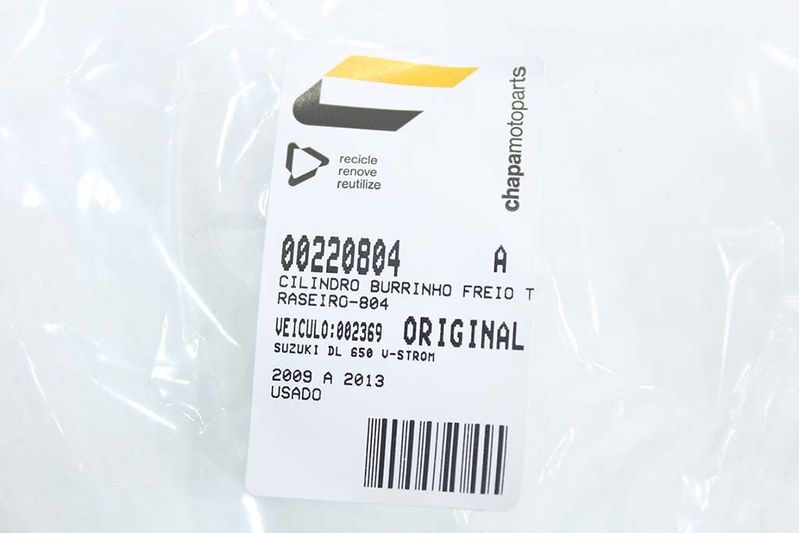 chapamotoparts
recicle
renove
reutilize
00220804 A
CILINDRO BURRINHO FREIO T
RASEIRO-804
VEICULO:002369 ORIGINAL
SUZUKI DL 650 V-STROM
2009 A 2013
USADO